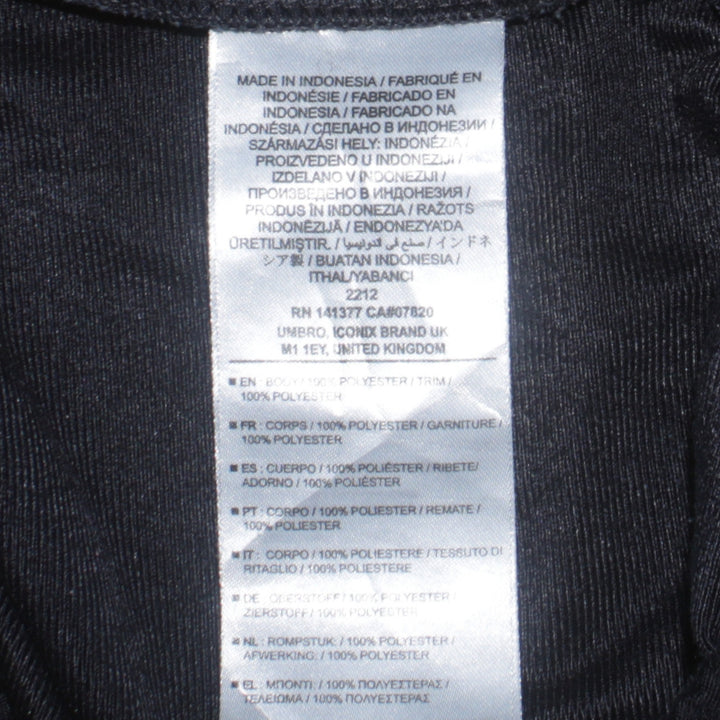 MADE IN INDONESIA / FABRIQUÉ EN
INDONÉSIE / FABRICADO EN
INDONESIA / FABRICADO NA
INDONÉSIA / СДЕЛАНО В ИНДОНЕЗИИ /
SZÁRMAZÁSI HELY: INDONÉZIA /
PROIZVEDENO U INDONEZIJI /
IZDELANO V INDONEZIJI /
ПРОИЗВЕДЕНО В ИНДОНЕЗИЯ /
PRODUS ÎN INDONEZIA / RAŽOTS
INDONĒZIJĀ / ENDONEZYA'DA
ÜRETILMIŞTIR. / صنع في اندونيسيا / インドネ
シア製 / BUATAN INDONESIA /
ITHAL/YABANCI
2212
RN 141377 CA#07820
UMBRO, ICONIX BRAND UK
M1 1EY, UNITED KINGDOM
EN : BODY / 100% POLYESTER / TRIM /
100% POLYESTER
FR : CORPS / 100% POLYESTER / GARNITURE /
100% POLYESTER
ES : CUERPO / 100% POLIÉSTER / RIBETE/
ADORNO / 100% POLIÉSTER
PT : CORPO / 100% POLIESTER / REMATE /
100% POLIESTER
IT : CORPO / 100% POLIESTERE / TESSUTO DI
RITAGLIO / 100% POLIESTERE
DE : OBERSTOFF / 100% POLYESTER /
ZIERSTOFF / 100% POLYESTER
NL : ROMPSTUK: / 100% POLYESTER /
AFWERKING: / 100% POLYESTER
EL : ΜΠΟΝΤΙ : / 100% ΠΟΛΥΕΣΤΕΡΑΣ /
ΤΕΛΕΙΩΜΑ / 100% ΠΟΛΥΕΣΤΕΡΑΣ